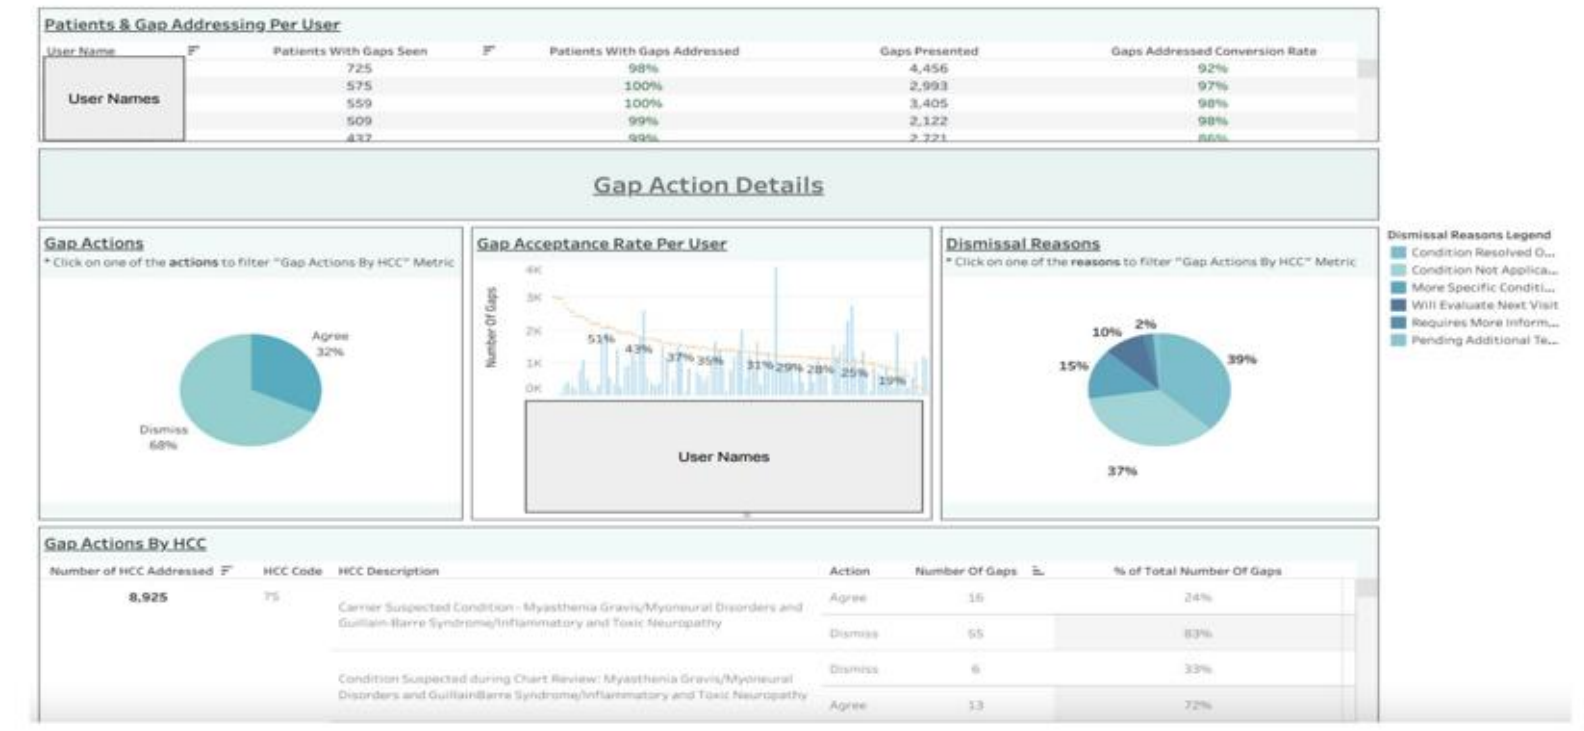 Patients & Gap Addressing Per User
User Name Patients With Gaps Seen Patients With Gaps Addressed Gaps Presented Gaps Addressed Conversion Rate
User Names
725 98% 4,456 92%
575 100% 2,993 97%
559 100% 3,405 98%
509 99% 2,122 98%
437 99% 2,721 86%
Gap Action Details
Gap Actions
* Click on one of the actions to filter "Gap Actions By HCC" Metric
Agree
32%
Dismiss
68%
Gap Acceptance Rate Per User
Number Of Gaps
4K
3K
2K
1K
0K
51% 43% 37% 35% 31% 29% 28% 25% 19%
User Names
Dismissal Reasons
* Click on one of the reasons to filter "Gap Actions By HCC" Metric
2%
10%
39%
15%
37%
Dismissal Reasons Legend
Condition Resolved O...
Condition Not Applica...
More Specific Conditi...
Will Evaluate Next Visit
Requires More Inform...
Pending Additional Te...
Gap Actions By HCC
Number of HCC Addressed HCC Code HCC Description Action Number Of Gaps % of Total Number Of Gaps
8,925 75 Carrier Suspected Condition - Myasthenia Gravis/Myoneural Disorders and
Guillain-Barre Syndrome/Inflammatory and Toxic Neuropathy
Agree 16 24%
Dismiss 55 83%
Condition Suspected during Chart Review: Myasthenia Gravis/Myoneural
Disorders and GuillainBarre Syndrome/Inflammatory and Toxic Neuropathy
Dismiss 6 33%
Agree 13 72%